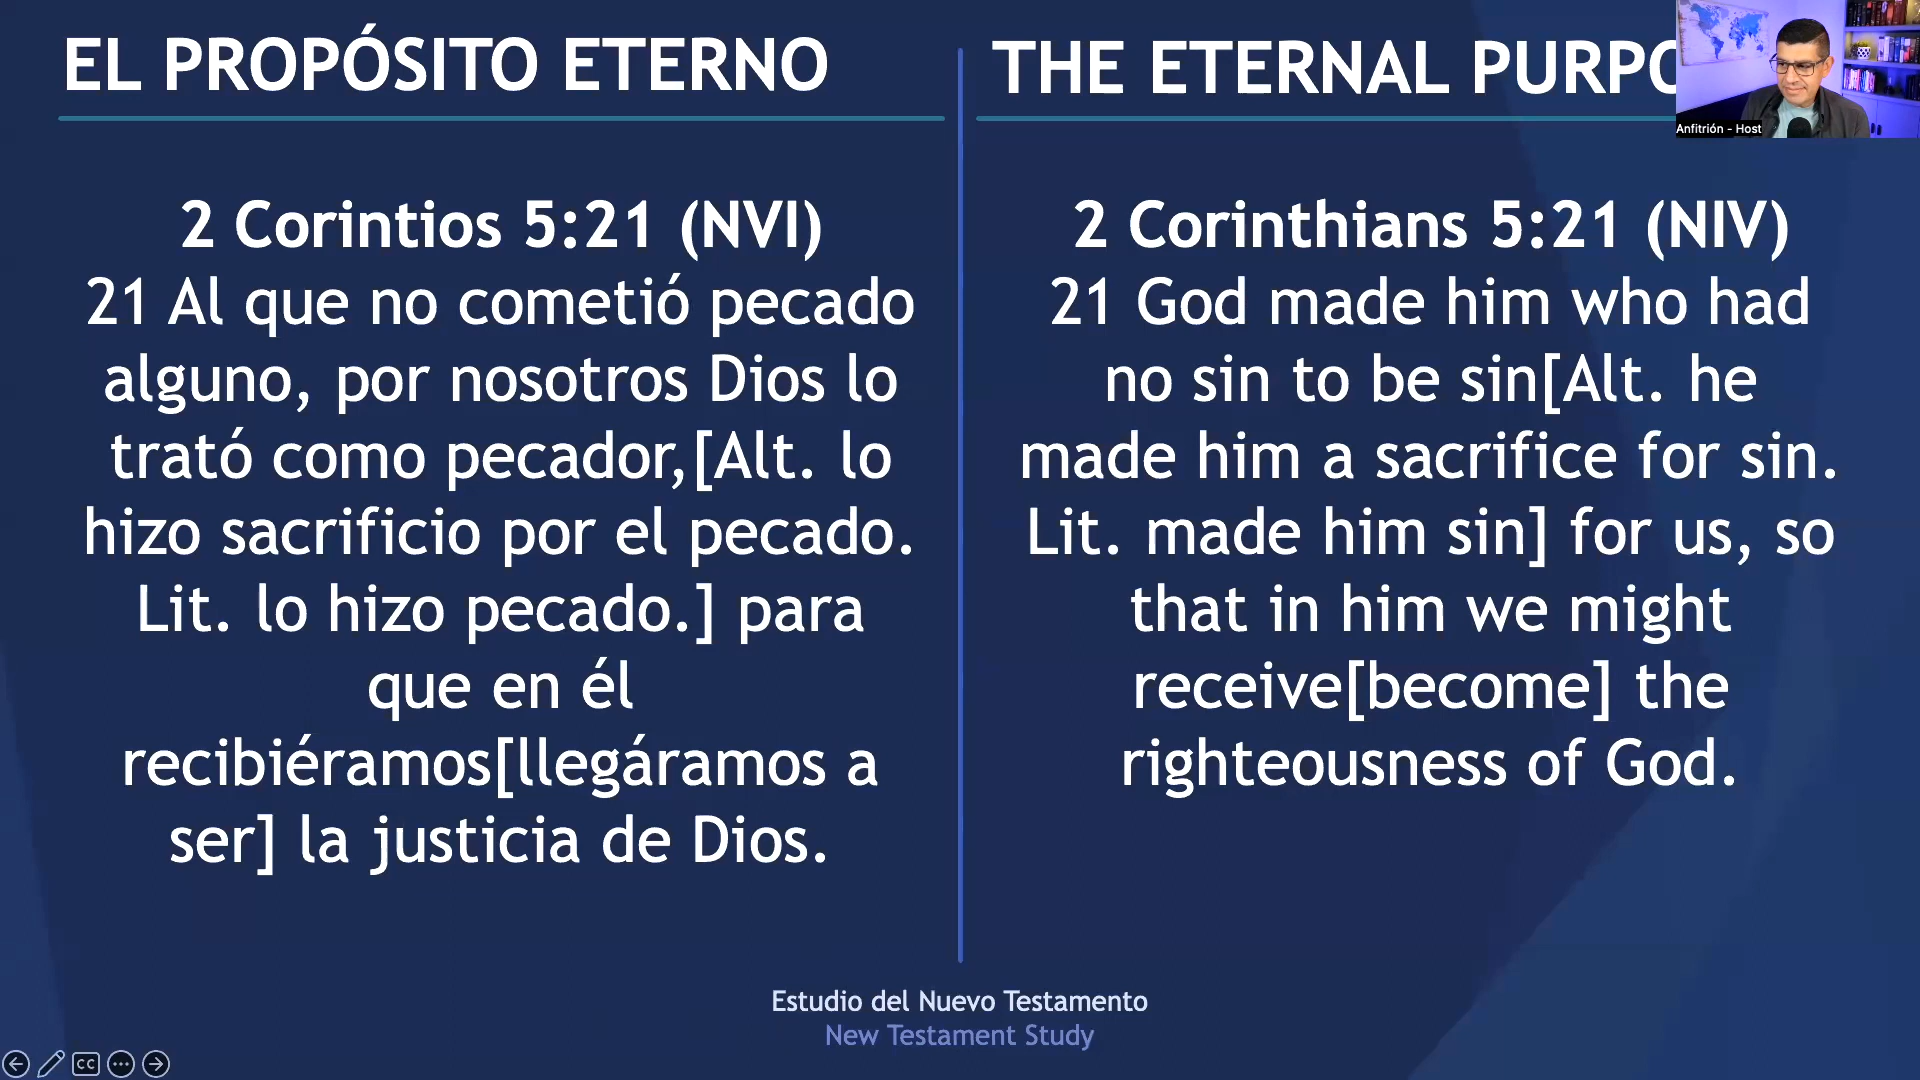 EL PROPÓSITO ETERNO
2 Corintios 5:21 (NVI)
21 Al que no cometió pecado
alguno, por nosotros Dios lo
trató como pecador,[Alt. lo
hizo sacrificio por el pecado.
Lit. lo hizo pecado.] para
que en él
recibiéramos[llegáramos a
ser] la justicia de Dios.
THE ETERNAL PURPO
2 Corinthians 5:21 (NIV)
21 God made him who had
no sin to be sin[Alt. he
made him a sacrifice for sin.
Lit. made him sin] for us, so
that in him we might
receive[become] the
righteousness of God.
Anfitrión - Host
Estudio del Nuevo Testamento
New Testament Study
CC